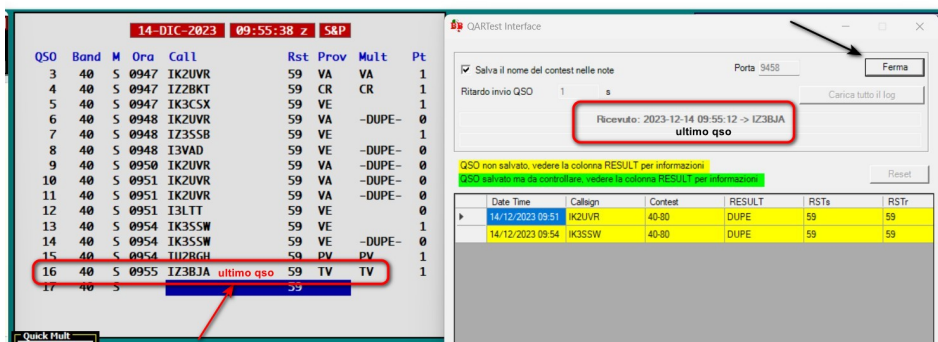 14-DIC-2023 09:55:38 z S&P
QSO Band M Ora Call Rst Prov Mult Pt
3 40 S 0947 IK2UVR 59 VA VA 1
4 40 S 0947 IZ2BKT 59 CR CR 1
5 40 S 0947 IK3CSX 59 VE 1
6 40 S 0948 IK2UVR 59 VA -DUPE- 0
7 40 S 0948 IZ3SSB 59 VE 1
8 40 S 0948 I3VAD 59 VE -DUPE- 0
9 40 S 0950 IK2UVR 59 VA -DUPE- 0
10 40 S 0951 IK2UVR 59 VA -DUPE- 0
11 40 S 0951 IK2UVR 59 VA -DUPE- 0
12 40 S 0951 I3LTT 59 VE 0
13 40 S 0954 IK3SSW 59 VE 1
14 40 S 0954 IK3SSW 59 VE -DUPE- 0
15 40 S 0954 IU2BGH 59 PV PV 1
16 40 S 0955 IZ3BJA ultimo qso 59 TV TV 1
17 40 S 59
Quick Mult
QARTest Interface
Salva il nome del contest nelle note Porta 9458 Ferma
Ritardo invio QSO 1 s Carica tutto il log
Ricevuto: 2023-12-14 09:55:12 -> IZ3BJA
ultimo qso
QSO non salvato, vedere la colonna RESULT per informazioni
QSO salvato ma da controllare, vedere la colonna RESULT per informazioni
Reset
Date Time Callsign Contest RESULT RSTs RSTr
14/12/2023 09:51 IK2UVR 40-80 DUPE 59 59
14/12/2023 09:54 IK3SSW 40-80 DUPE 59 59